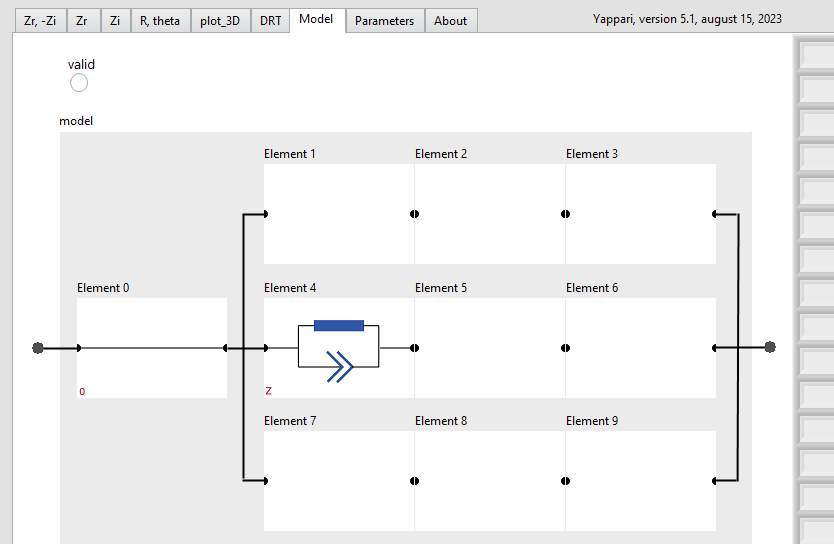 Zr, -Zi Zr Zi R, theta plot_3D DRT Model Parameters About Yappari, version 5.1, august 15, 2023
valid
model
Element 1 Element 2 Element 3
Element 0 Element 4 Element 5 Element 6
0 Z
Element 7 Element 8 Element 9